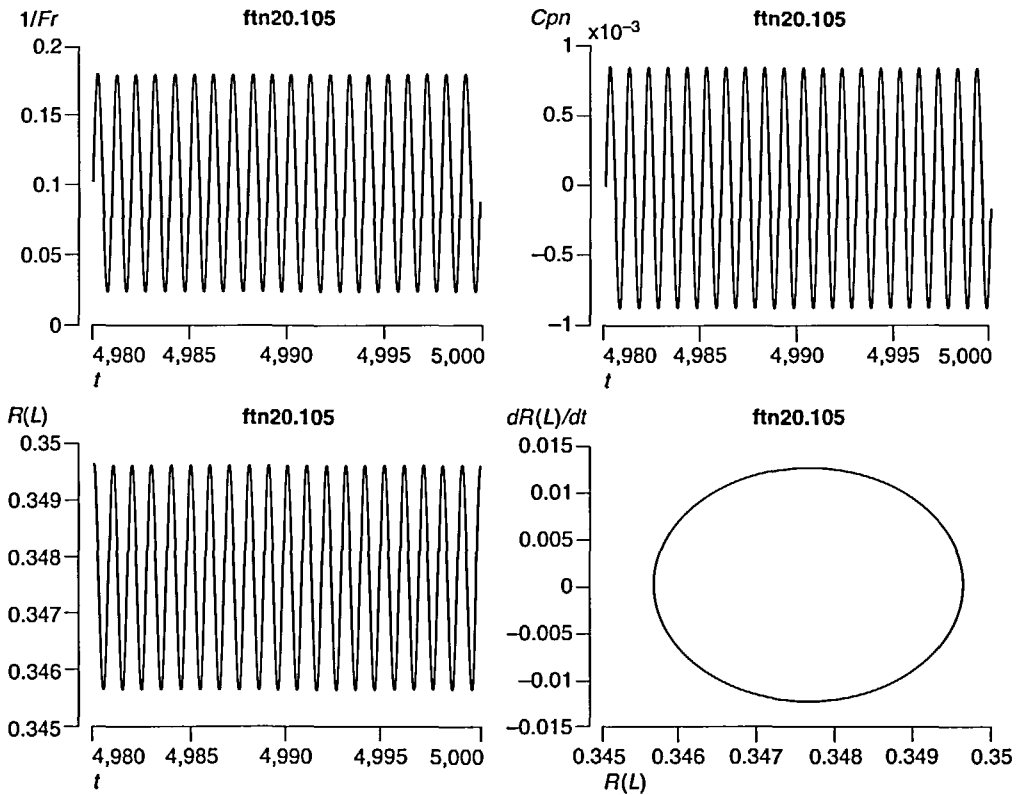 1/Fr
ftn20.105
0.2
0.15
0.1
0.05
0
4,980 4,985 4,990 4,995 5,000
t
Cpn
x10–3
ftn20.105
1
0.5
0
–0.5
–1
4,980 4,985 4,990 4,995 5,000
t
R(L)
ftn20.105
0.35
0.349
0.348
0.347
0.346
0.345
4,980 4,985 4,990 4,995 5,000
t
dR(L)/dt
ftn20.105
0.015
0.01
0.005
0
–0.005
–0.01
–0.015
0.345 0.346 0.347 0.348 0.349 0.35
R(L)